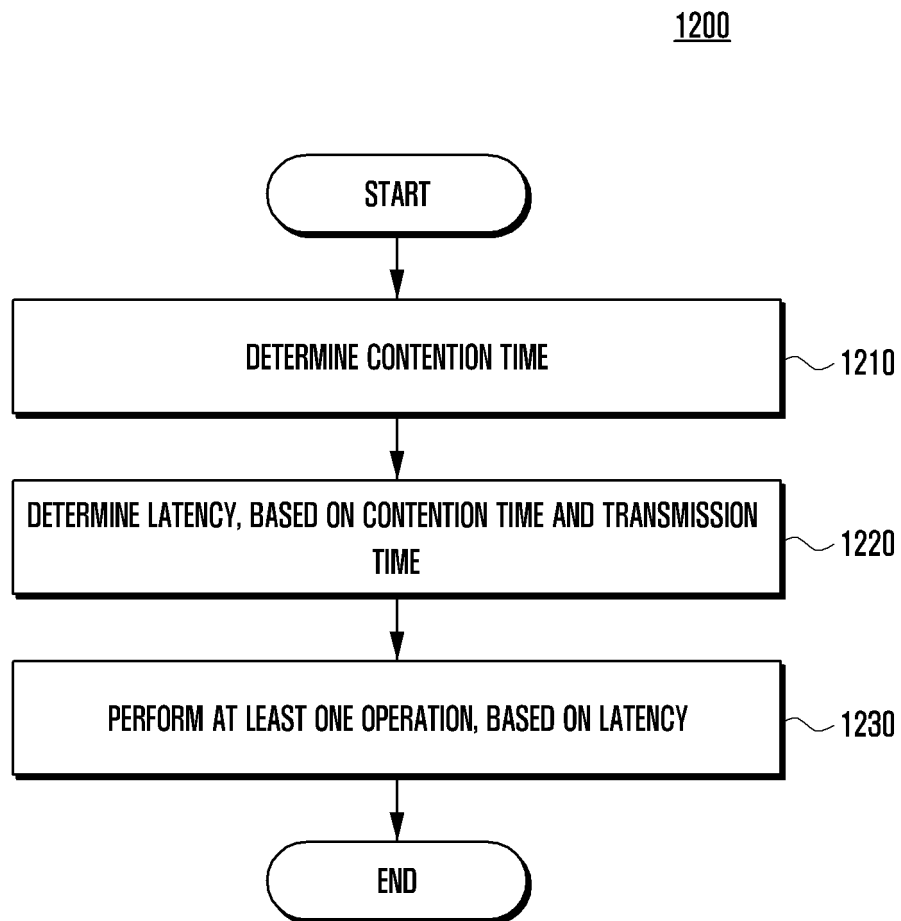 1200
START
DETERMINE CONTENTION TIME
1210
DETERMINE LATENCY, BASED ON CONTENTION TIME AND TRANSMISSION
TIME
1220
PERFORM AT LEAST ONE OPERATION, BASED ON LATENCY
1230
END